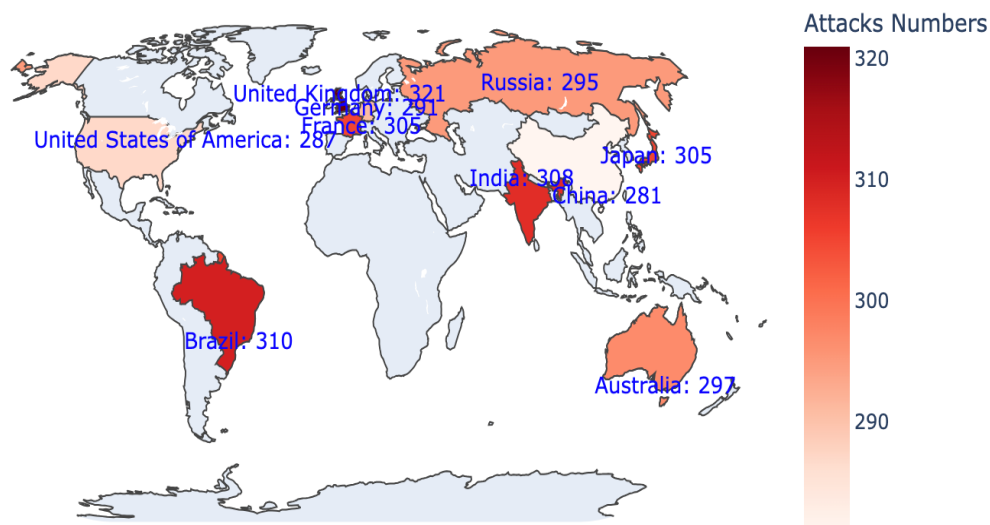 Attacks Numbers
320
310
300
290
Russia: 295
United Kingdom: 321
Germany: 291
France: 305
United States of America: 287
Japan: 305
India: 308
China: 281
Brazil: 310
Australia: 297